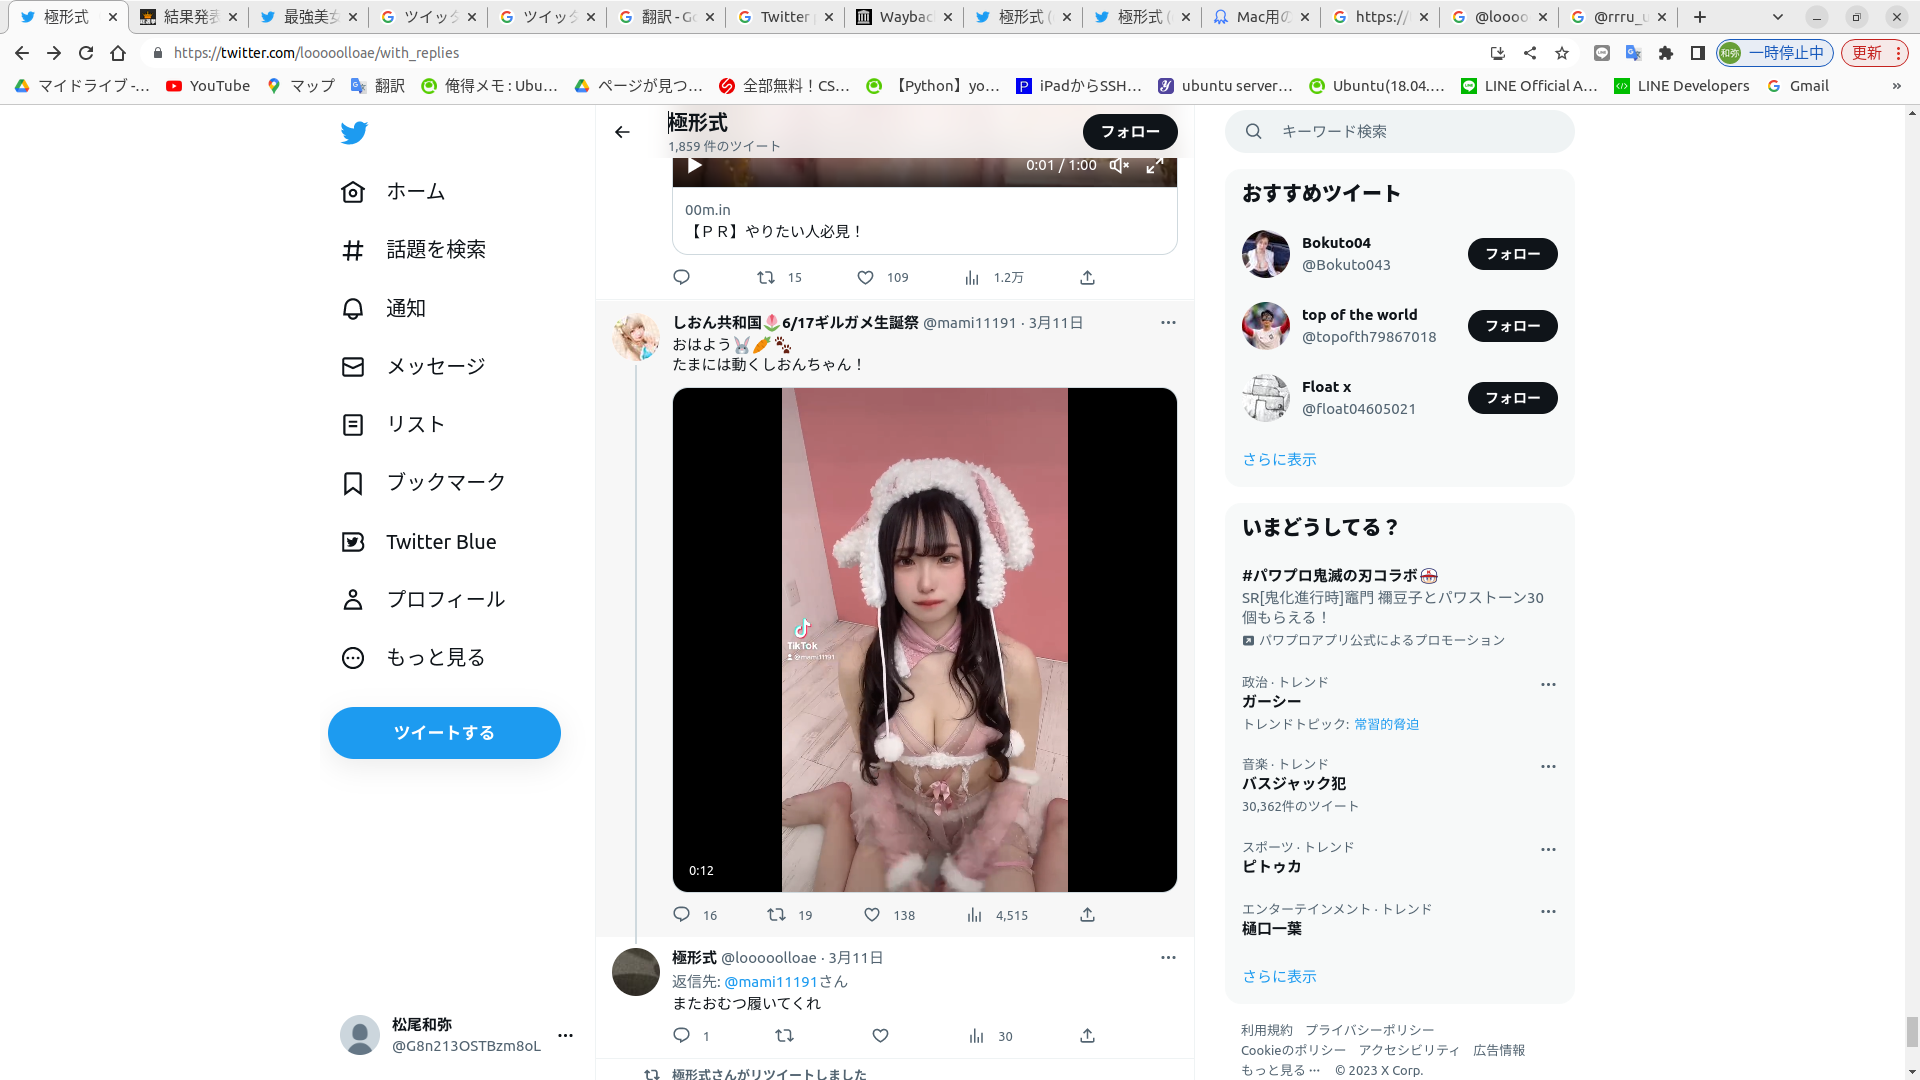 極形式
結果発表
最強美女
ツイッタ
ツイッタ
翻訳 - Go
Twitter p
Waybac
極形式 (
極形式 (
Mac用の
https://
@loooo
@rrru_u
https://twitter.com/looooolloae/with_replies
和弥
一時停止中
更新
マイドライブ -...
YouTube
マップ
翻訳
俺得メモ : Ubu...
ページが見つ...
全部無料！CS...
【Python】yo...
iPadからSSH...
ubuntu server...
Ubuntu(18.04....
LINE Official A...
LINE Developers
Gmail
»
ホーム
話題を検索
通知
メッセージ
リスト
ブックマーク
Twitter Blue
プロフィール
もっと見る
ツイートする
松尾和弥
@G8n213OSTBzm8oL
極形式
1,859 件のツイート
フォロー
0:01 / 1:00
00m.in
【ＰＲ】やりたい人必見！
15
109
1.2万
しおん共和国🌷6/17ギルガメ生誕祭 @mami11191 · 3月11日
おはよう🐰🥕🐾
たまには動くしおんちゃん！
TikTok
@mami11191
0:12
16
19
138
4,515
極形式 @looooolloae · 3月11日
返信先: @mami11191さん
またおむつ履いてくれ
1
30
極形式さんがリツイートしました
キーワード検索
おすすめツイート
Bokuto04
@Bokuto043
フォロー
top of the world
@topofth79867018
フォロー
Float x
@float04605021
フォロー
さらに表示
いまどうしてる？
#パワプロ鬼滅の刃コラボ
SR[鬼化進行時]竈門 禰豆子とパワストーン30
個もらえる！
パワプロアプリ公式によるプロモーション
政治 · トレンド
ガーシー
トレンドトピック: 常習的脅迫
音楽 · トレンド
バスジャック犯
30,362件のツイート
スポーツ · トレンド
ピトゥカ
エンターテインメント · トレンド
樋口一葉
さらに表示
利用規約 プライバシーポリシー
Cookieのポリシー アクセシビリティ 広告情報
もっと見る ··· © 2023 X Corp.